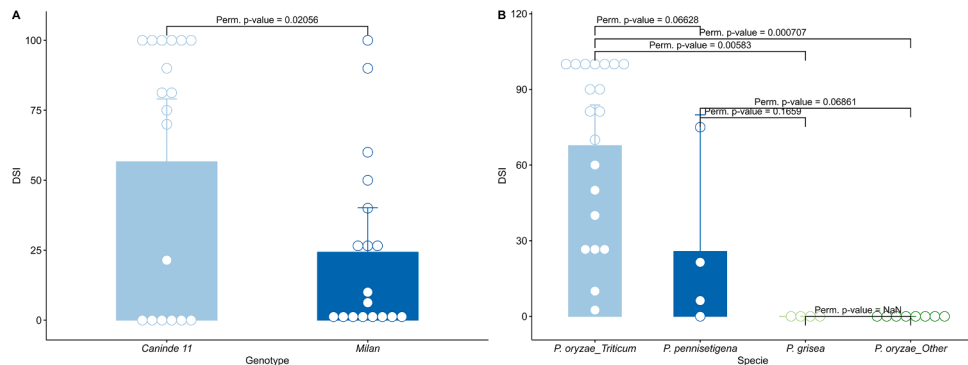 A
Perm. p-value = 0.02056
100
75
50
25
0
DSI
Caninde 11
Milan
Genotype
B
120
90
60
30
0
DSI
Perm. p-value = 0.06628
Perm. p-value = 0.000707
Perm. p-value = 0.00583
Perm. p-value = 0.06861
Perm. p-value = 0.1659
Perm. p-value = NaN
P. oryzae_Triticum
P. pennisetigena
P. grisea
P. oryzae_Other
Specie